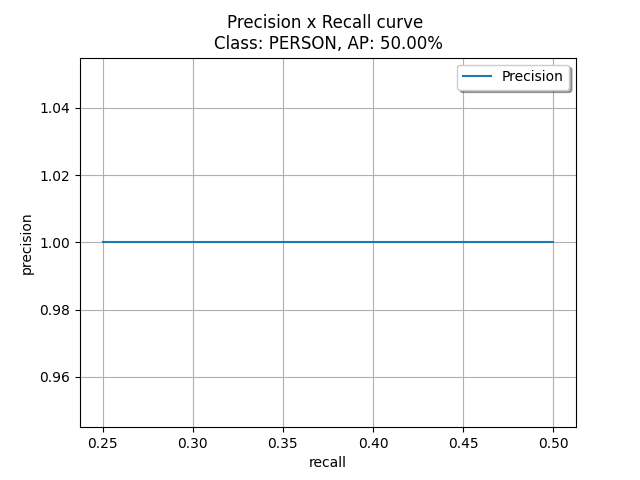 Precision x Recall curve
Class: PERSON, AP: 50.00%
Precision
1.04
1.02
1.00
0.98
0.96
precision
0.25 0.30 0.35 0.40 0.45 0.50
recall